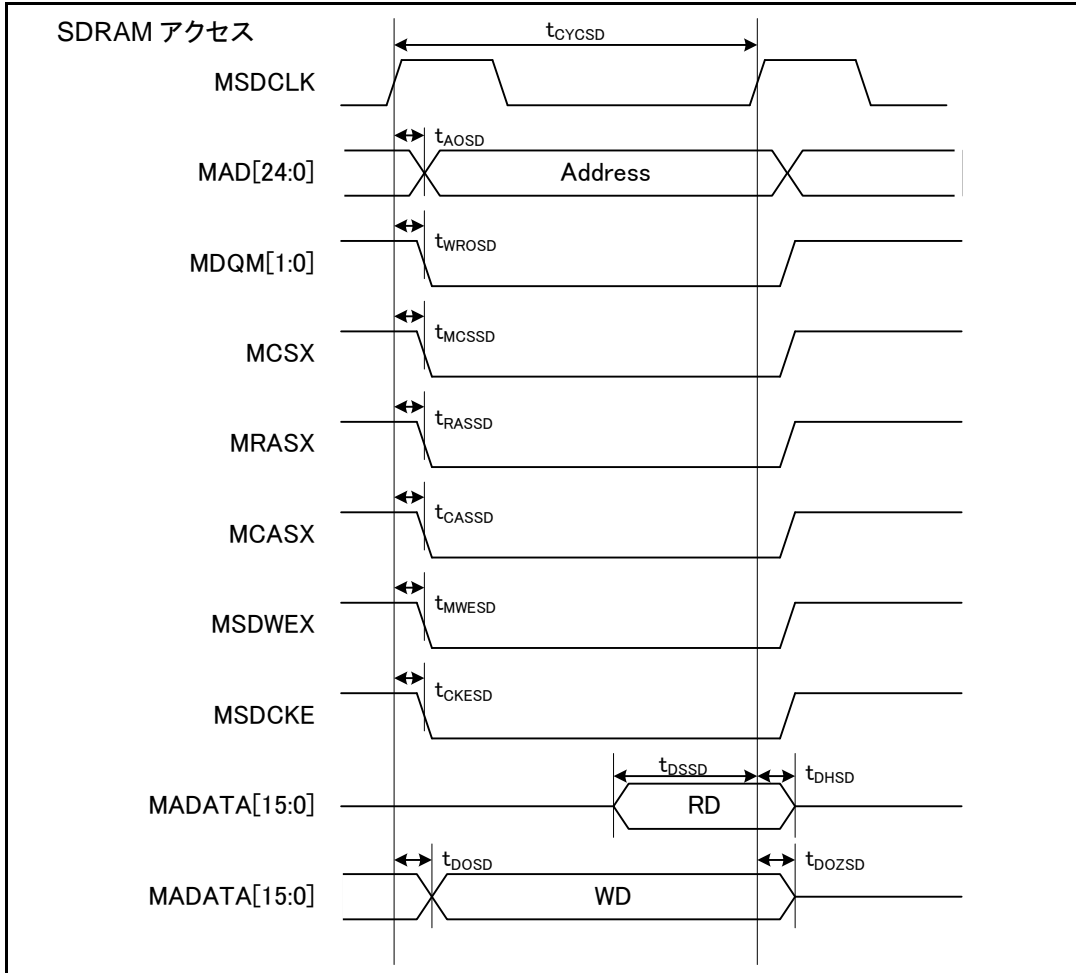 SDRAM アクセス
tCYCSD
MSDCLK
tAOSD
MAD[24:0]
Address
tWROSD
MDQM[1:0]
tMCSSD
MCSX
tRASSD
MRASX
tCASSD
MCASX
tMWESD
MSDWEX
tCKESD
MSDCKE
tDSSD
tDHSD
MADATA[15:0]
RD
tDOSD
tDOZSD
MADATA[15:0]
WD